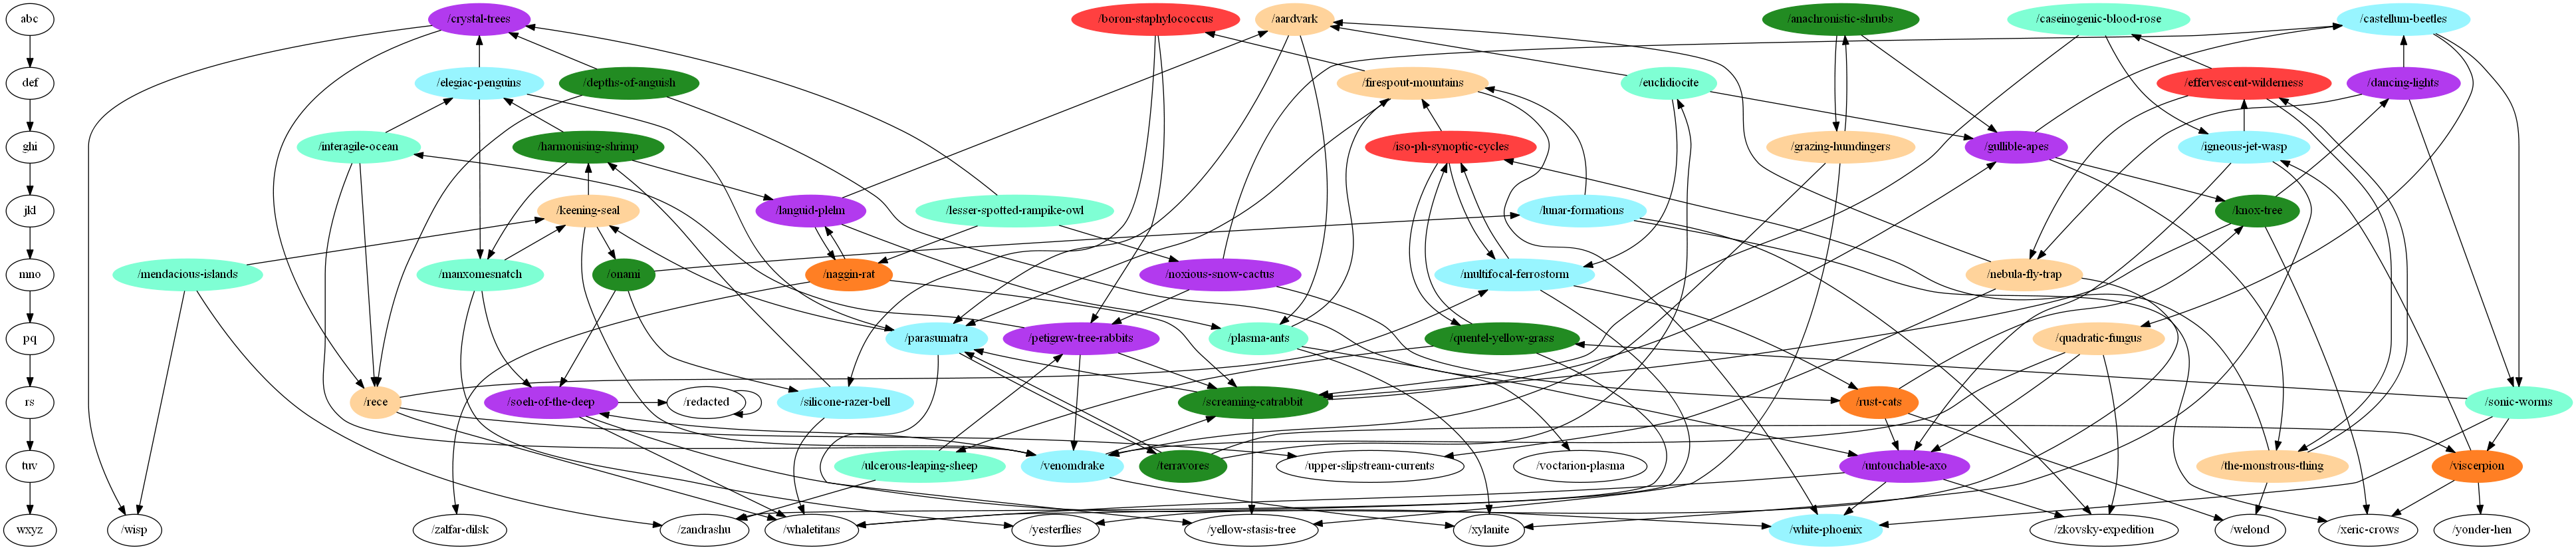 abc /crystal-trees /boron-staphylococcus /aardvark /anachronistic-shrubs /caseinogenic-blood-rose /castellum-beetles
def /elegiac-penguins /depths-of-anguish /firespout-mountains /euclidiocite /effervescent-wilderness /dancing-lights
ghi /interagile-ocean /harmonising-shrimp /iso-ph-synoptic-cycles /grazing-humdingers /gullible-apes /igneous-jet-wasp
jkl /keening-seal /languid-plelm /lesser-spotted-rampike-owl /lunar-formations /knox-tree
mno /mendacious-islands /manxomesnatch /onami /naggin-rat /noxious-snow-cactus /multifocal-ferrostorm /nebula-fly-trap
pq /parasumatra /petigrew-tree-rabbits /plasma-ants /quentel-yellow-grass /quadratic-fungus
rs /rece /soeh-of-the-deep /redacted /silicone-razer-bell /screaming-catrabbit /rust-cats /sonic-worms
tuv /ulcerous-leaping-sheep /venomdrake /terravores /upper-slipstream-currents /voctarion-plasma /untouchable-axo /the-monstrous-thing /viscerpion
wxyz /wisp /zalfar-dilsk /zandrashu /whaletitans /yesterflies /yellow-stasis-tree /xylanite /white-phoenix /zkovsky-expedition /welond /xeric-crows /yonder-hen